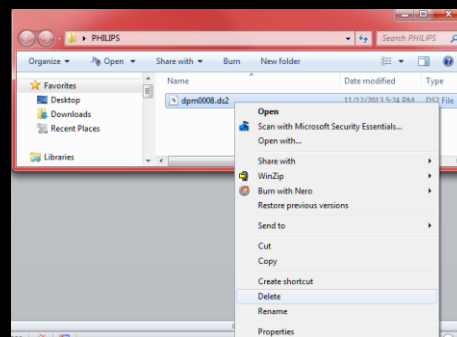 PHILIPS
Search PHILIPS
Organize
Open
Share with
Burn
New folder
Favorites
Desktop
Downloads
Recent Places
Libraries
Name
Date modified
Type
dpm0008.ds2
11/12/2013 5:24 PM
DS2 File
Open
Scan with Microsoft Security Essentials...
Open with...
Share with
WinZip
Burn with Nero
Restore previous versions
Send to
Cut
Copy
Create shortcut
Delete
Rename
Properties